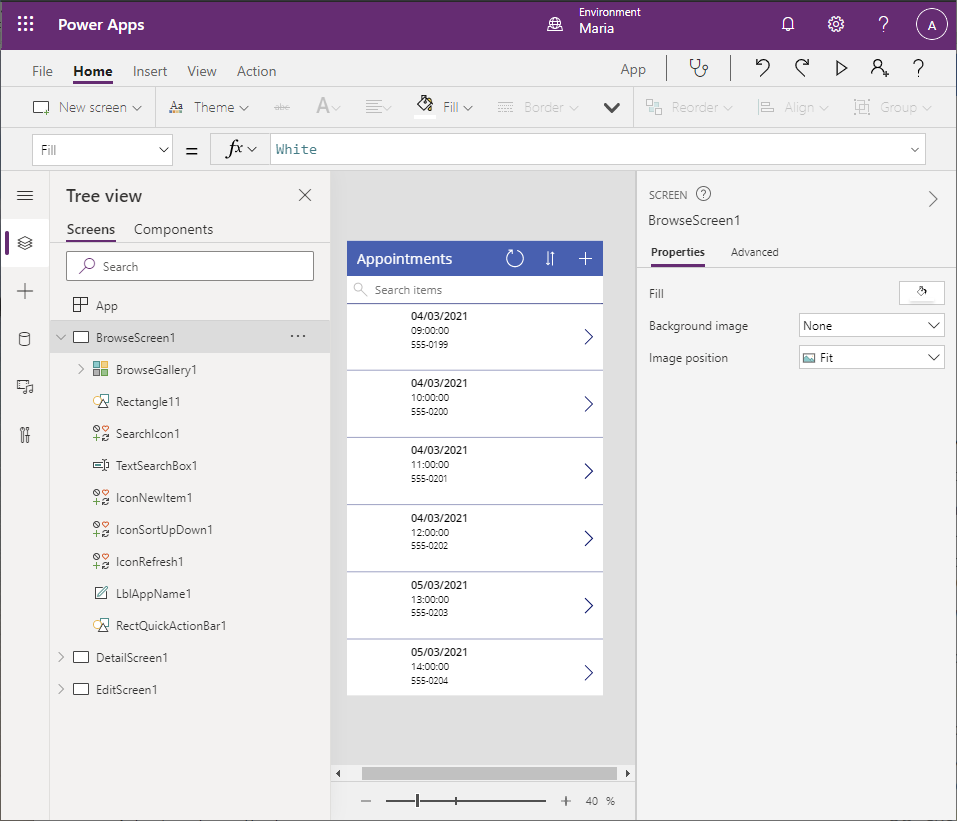 Power Apps
Environment
Maria
A
File Home Insert View Action App
New screen Theme abc A Fill Border Reorder Align Group
Fill = fx White
Tree view
Screens Components
Search
App
BrowseScreen1 ...
BrowseGallery1
Rectangle11
SearchIcon1
TextSearchBox1
IconNewItem1
IconSortUpDown1
IconRefresh1
LblAppName1
RectQuickActionBar1
DetailScreen1
EditScreen1
Appointments
Search items
04/03/2021
09:00:00
555-0199
04/03/2021
10:00:00
555-0200
04/03/2021
11:00:00
555-0201
04/03/2021
12:00:00
555-0202
05/03/2021
13:00:00
555-0203
05/03/2021
14:00:00
555-0204
40 %
SCREEN
BrowseScreen1
Properties Advanced
Fill
Background image None
Image position Fit